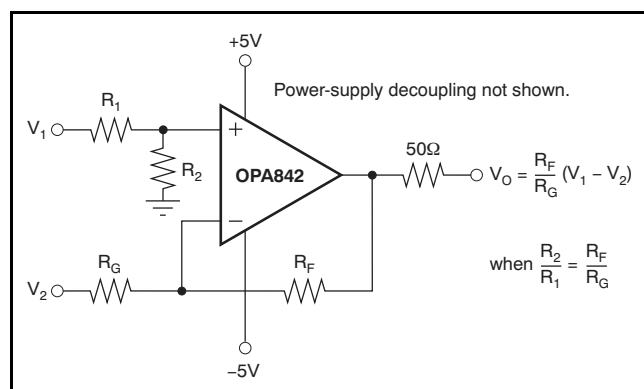 +5V
Power-supply decoupling not shown.
R1
V1
+
R2
OPA842
50Ω
VO = RF/RG (V1 – V2)
–
RG
V2
RF
when R2/R1 = RF/RG
–5V